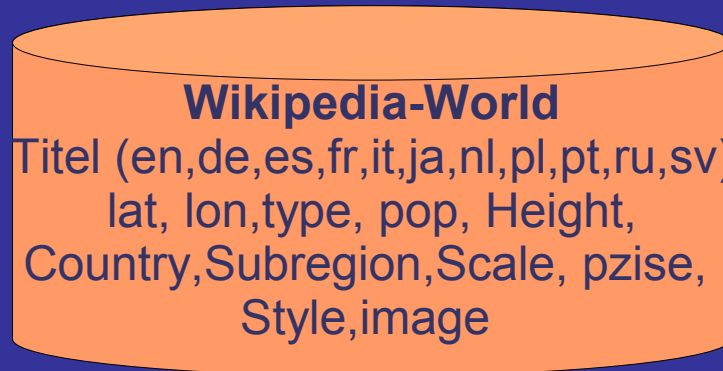 Wikipedia-World
Titel (en,de,es,fr,it,ja,nl,pl,pt,ru,sv)
lat, lon,type, pop, Height,
Country,Subregion,Scale, pzise,
Style,image